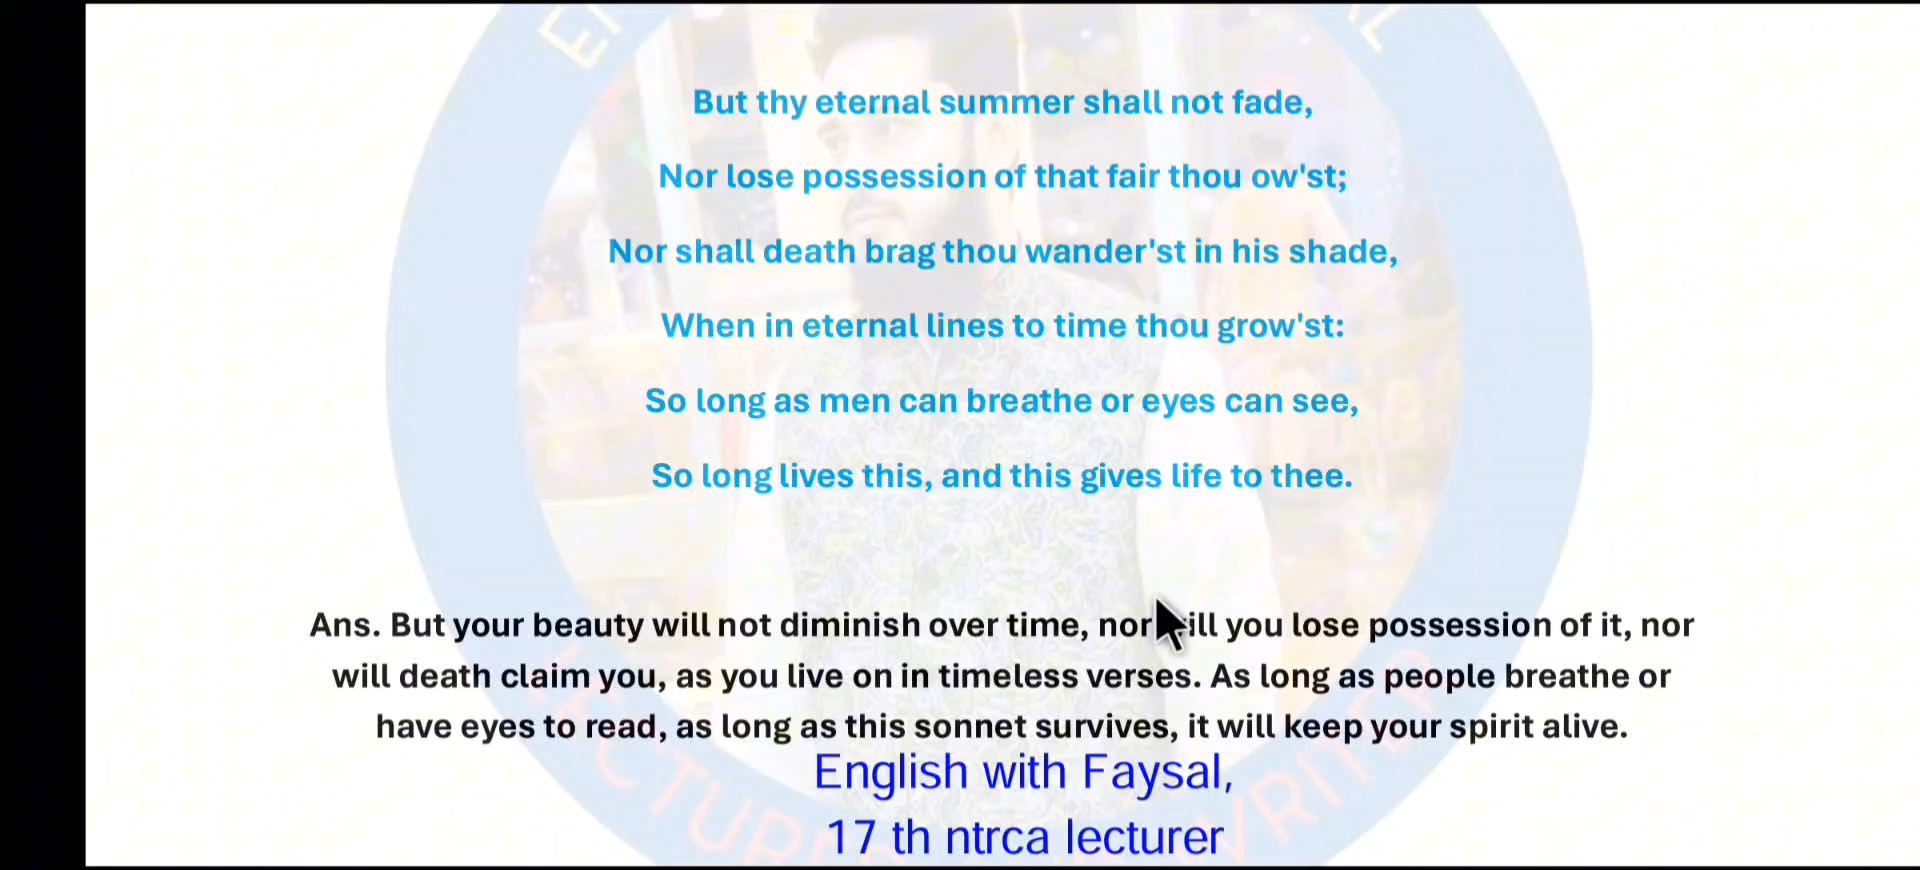 But thy eternal summer shall not fade,
Nor lose possession of that fair thou ow'st;
Nor shall death brag thou wander'st in his shade,
When in eternal lines to time thou grow'st:
So long as men can breathe or eyes can see,
So long lives this, and this gives life to thee.
Ans. But your beauty will not diminish over time, nor ill you lose possession of it, nor
will death claim you, as you live on in timeless verses. As long as people breathe or
have eyes to read, as long as this sonnet survives, it will keep your spirit alive.
English with Faysal,
17 th ntrca lecturer